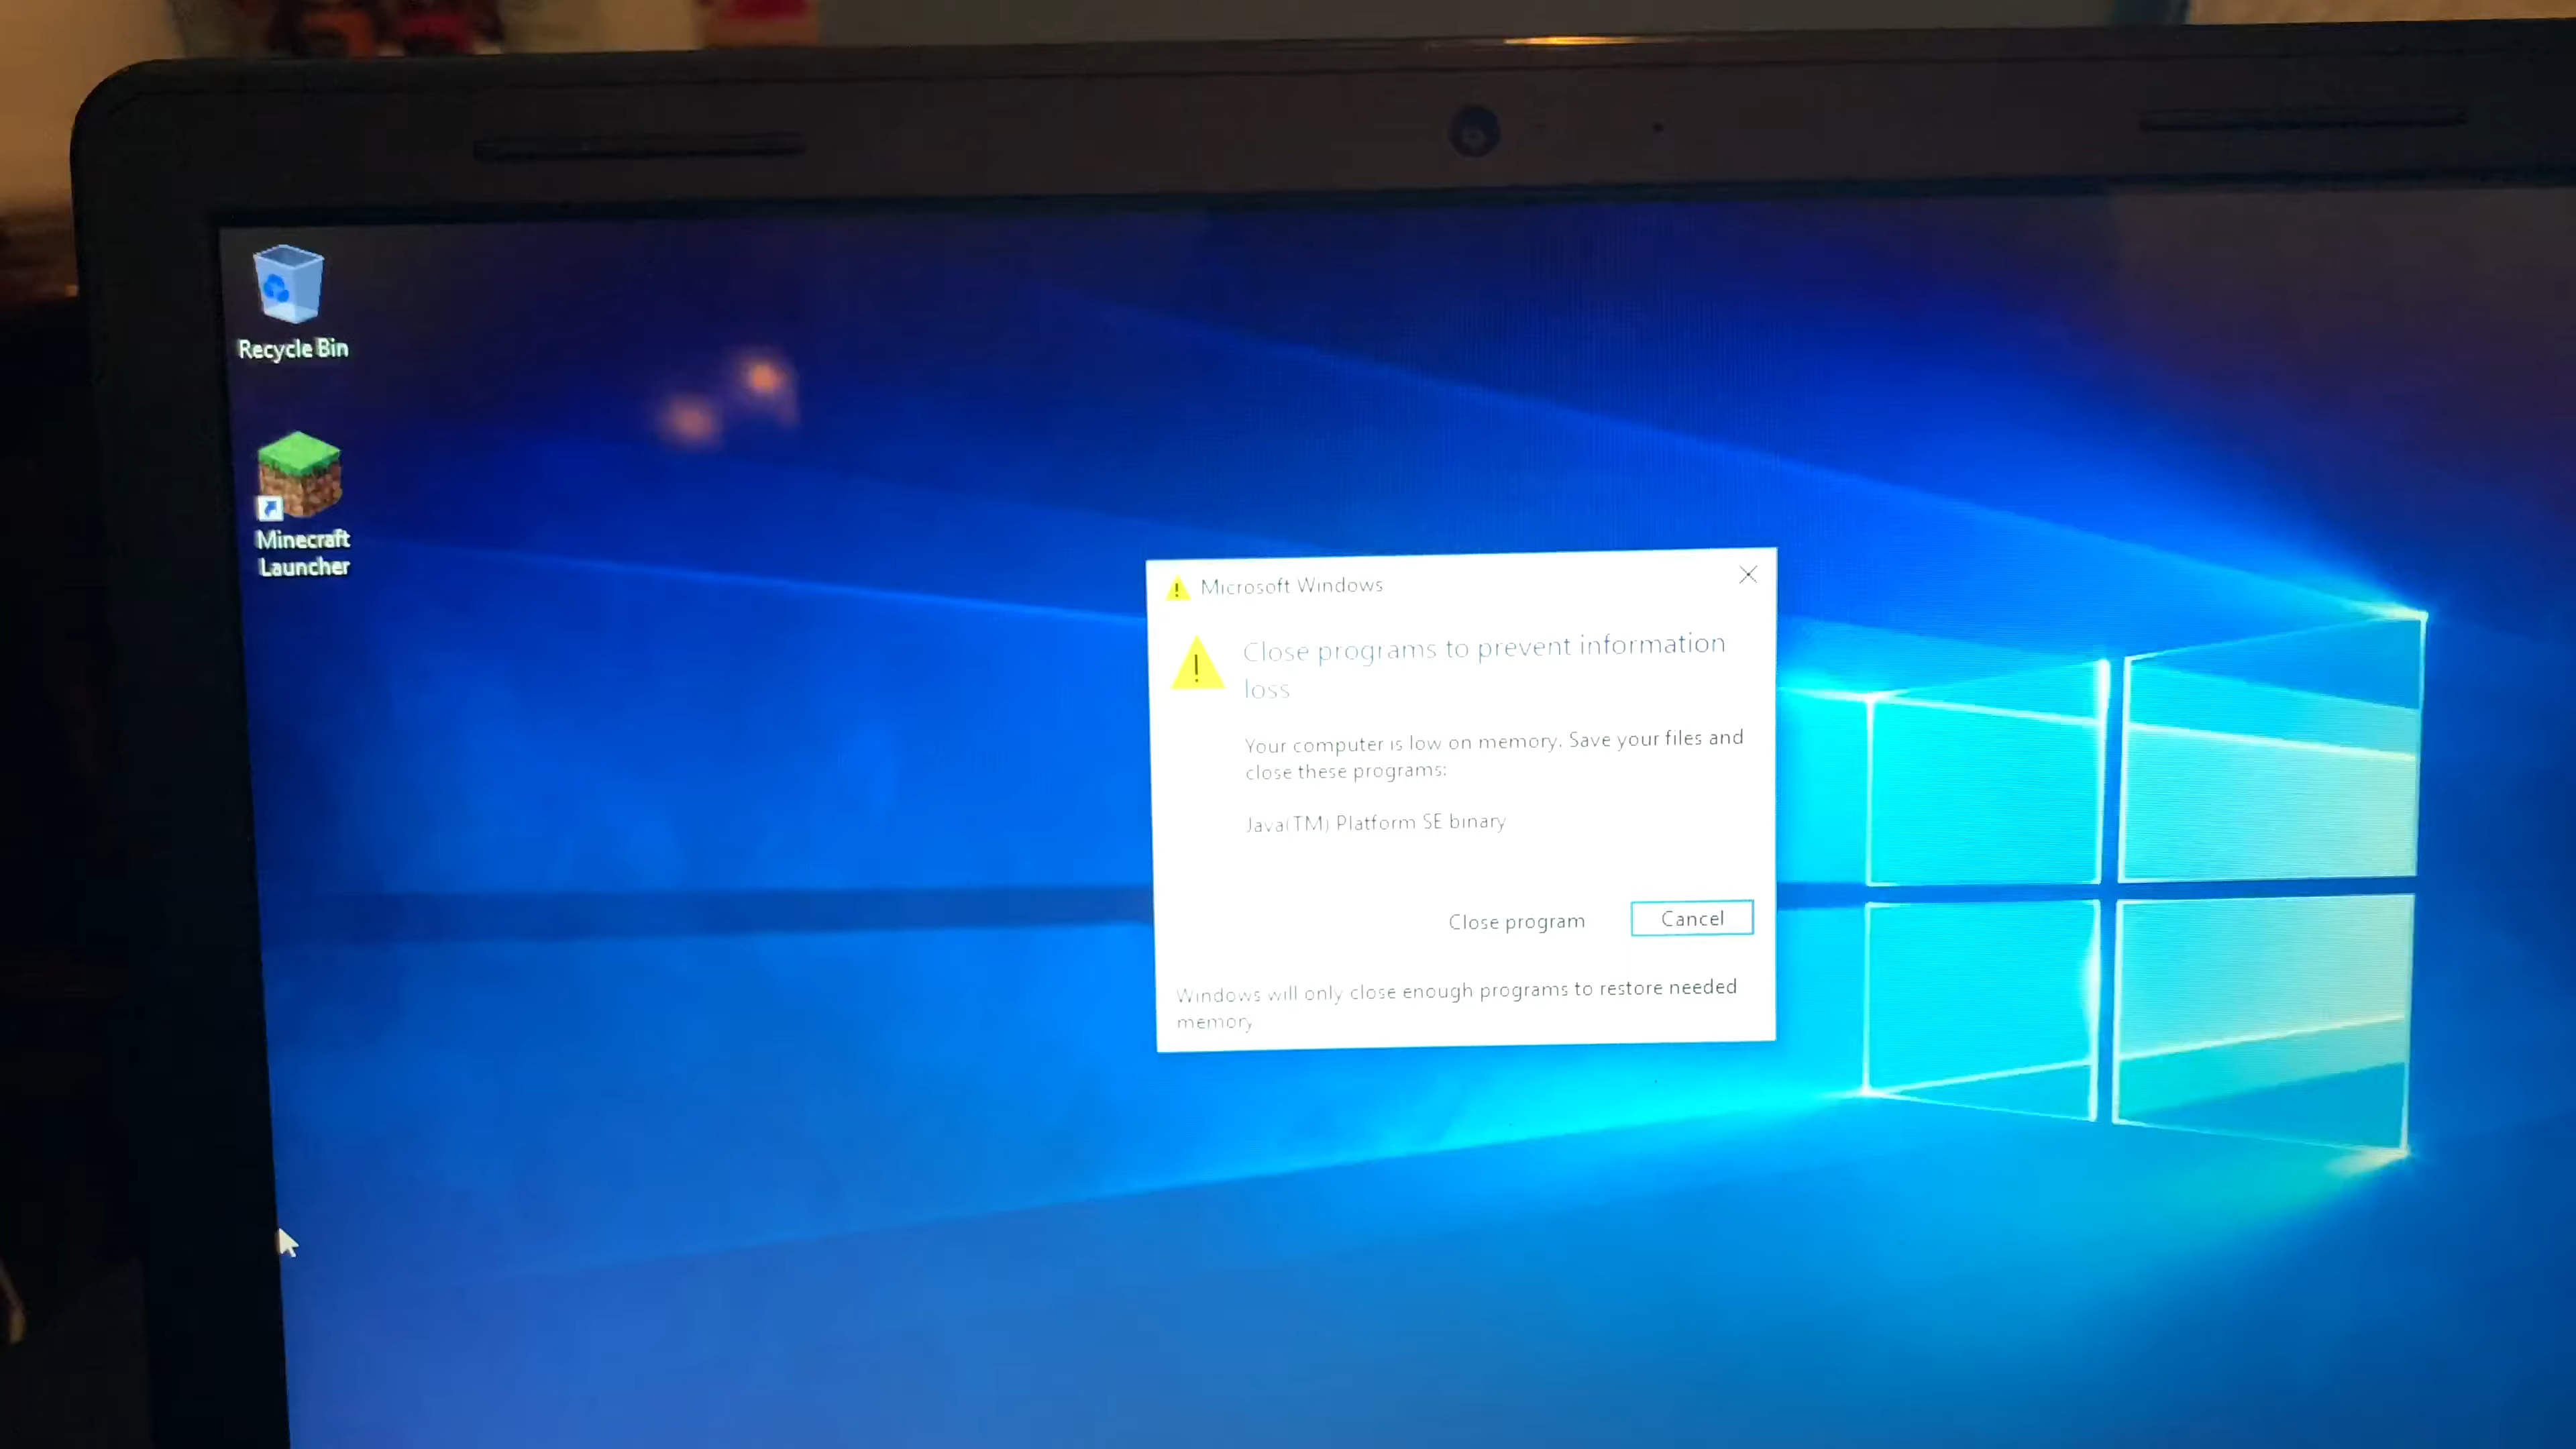 Recycle Bin
Minecraft
Launcher
Microsoft Windows
Close programs to prevent information
loss
Your computer is low on memory. Save your files and
close these programs:
Java(TM) Platform SE binary
Close program
Cancel
Windows will only close enough programs to restore needed
memory